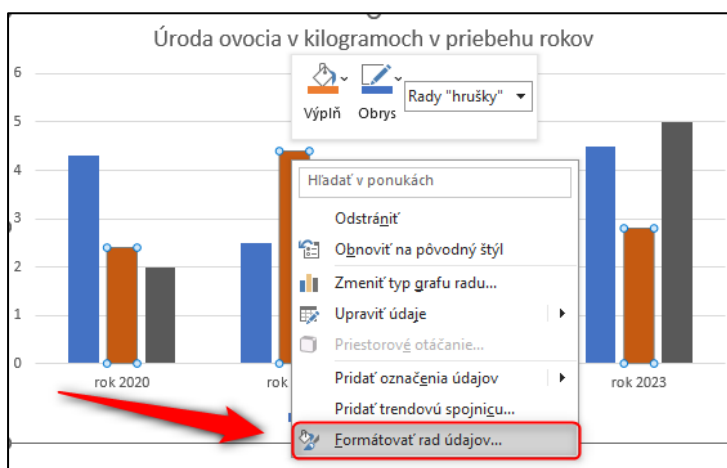 Úroda ovocia v kilogramoch v priebehu rokov
6
5
4
3
2
1
0
Výplň
Obrys
Rady "hrušky"
Hľadať v ponukách
Odstrániť
Obnoviť na pôvodný štýl
Zmeniť typ grafu radu...
Upraviť údaje
Priestorové otáčanie...
Pridať označenia údajov
Pridať trendovú spojnicu...
Formátovať rad údajov...
rok 2020
rok
rok 2023